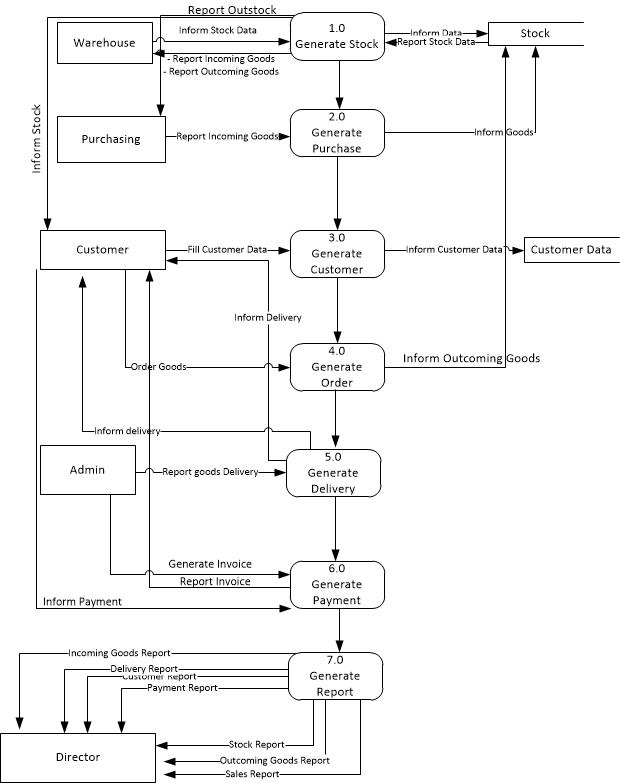 Report Outstock
1.0
Generate Stock
Warehouse
Inform Stock Data
- Report Incoming Goods
- Report Outcoming Goods
Inform Data
Report Stock Data
Stock
Inform Stock
Purchasing
Report Incoming Goods
2.0
Generate
Purchase
Inform Goods
Customer
Fill Customer Data
3.0
Generate
Customer
Inform Customer Data
Customer Data
Inform Delivery
Order Goods
4.0
Generate
Order
Inform Outcoming Goods
Inform delivery
Admin
Report goods Delivery
5.0
Generate
Delivery
Generate Invoice
Report Invoice
Inform Payment
6.0
Generate
Payment
Incoming Goods Report
Delivery Report
Customer Report
Payment Report
7.0
Generate
Report
Director
Stock Report
Outcoming Goods Report
Sales Report